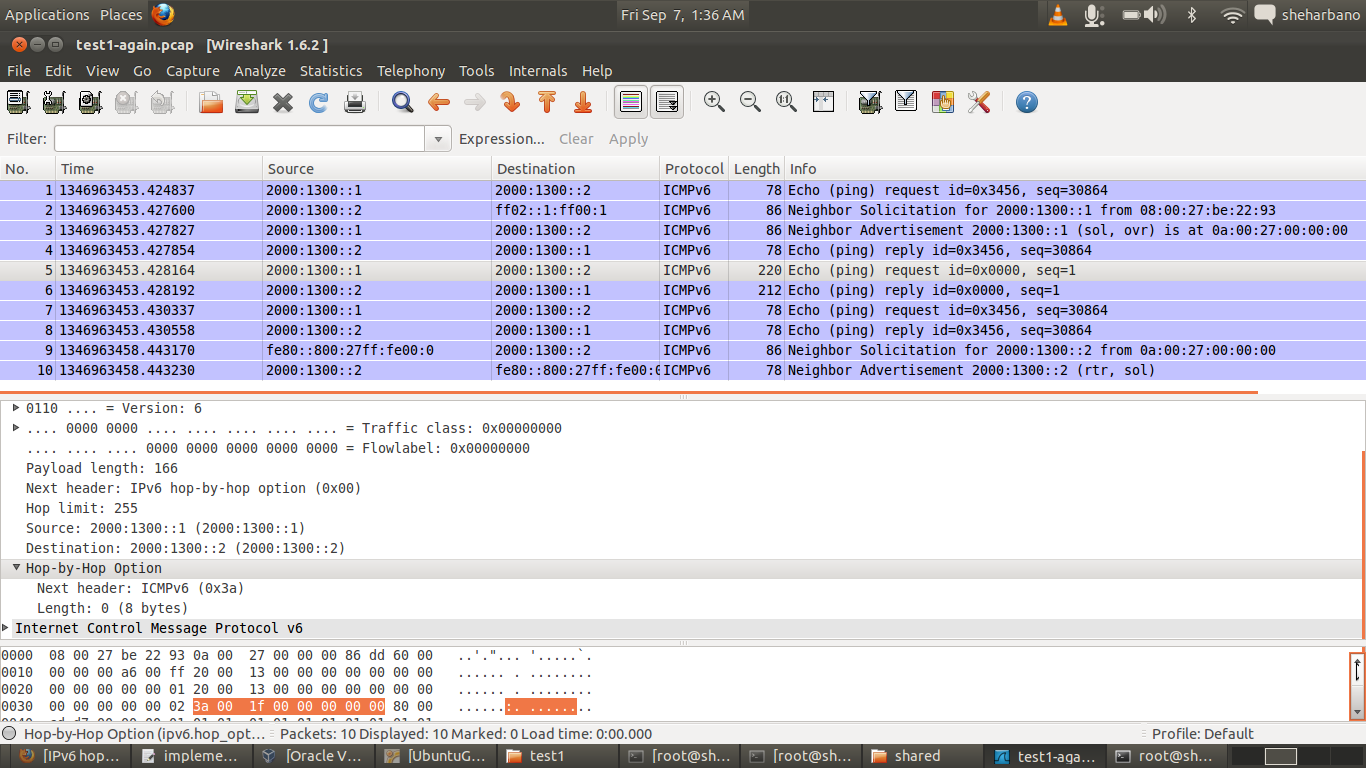 Applications Places Fri Sep 7, 1:36 AM sheharbano
test1-again.pcap [Wireshark 1.6.2 ]
File Edit View Go Capture Analyze Statistics Telephony Tools Internals Help
Filter: Expression... Clear Apply
No. Time Source Destination Protocol Length Info
1 1346963453.424837 2000:1300::1 2000:1300::2 ICMPv6 78 Echo (ping) request id=0x3456, seq=30864
2 1346963453.427600 2000:1300::2 ff02::1:ff00:1 ICMPv6 86 Neighbor Solicitation for 2000:1300::1 from 08:00:27:be:22:93
3 1346963453.427827 2000:1300::1 2000:1300::2 ICMPv6 86 Neighbor Advertisement 2000:1300::1 (sol, ovr) is at 0a:00:27:00:00:00
4 1346963453.427854 2000:1300::2 2000:1300::1 ICMPv6 78 Echo (ping) reply id=0x3456, seq=30864
5 1346963453.428164 2000:1300::1 2000:1300::2 ICMPv6 220 Echo (ping) request id=0x0000, seq=1
6 1346963453.428192 2000:1300::2 2000:1300::1 ICMPv6 212 Echo (ping) reply id=0x0000, seq=1
7 1346963453.430337 2000:1300::1 2000:1300::2 ICMPv6 78 Echo (ping) request id=0x3456, seq=30864
8 1346963453.430558 2000:1300::2 2000:1300::1 ICMPv6 78 Echo (ping) reply id=0x3456, seq=30864
9 1346963458.443170 fe80::800:27ff:fe00:0 2000:1300::2 ICMPv6 86 Neighbor Solicitation for 2000:1300::2 from 0a:00:27:00:00:00
10 1346963458.443230 2000:1300::2 fe80::800:27ff:fe00:0 ICMPv6 78 Neighbor Advertisement 2000:1300::2 (rtr, sol)
0110 .... = Version: 6
.... 0000 0000 .... .... .... .... .... = Traffic class: 0x00000000
.... .... .... 0000 0000 0000 0000 0000 = Flowlabel: 0x00000000
Payload length: 166
Next header: IPv6 hop-by-hop option (0x00)
Hop limit: 255
Source: 2000:1300::1 (2000:1300::1)
Destination: 2000:1300::2 (2000:1300::2)
Hop-by-Hop Option
Next header: ICMPv6 (0x3a)
Length: 0 (8 bytes)
Internet Control Message Protocol v6
0000 08 00 27 be 22 93 0a 00 27 00 00 00 86 dd 60 00 ..'."... '.....`.
0010 00 00 00 a6 00 ff 20 00 13 00 00 00 00 00 00 00 ...... . ........
0020 00 00 00 00 00 01 20 00 13 00 00 00 00 00 00 00 ...... . ........
0030 00 00 00 00 00 02 3a 00 1f 00 00 00 00 00 80 00 ......:. ........
Hop-by-Hop Option (ipv6.hop_opt... Packets: 10 Displayed: 10 Marked: 0 Load time: 0:00.000 Profile: Default
[IPv6 hop... impleme... [Oracle V... [UbuntuG... test1 [root@sh... [root@sh... shared test1-aga... root@sh...